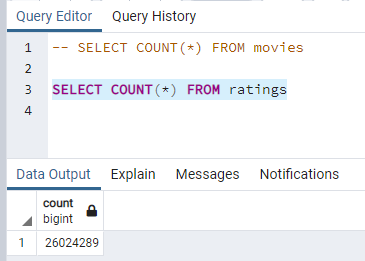 Query Editor Query History
1 -- SELECT COUNT(*) FROM movies
2
3 SELECT COUNT(*) FROM ratings
4
Data Output Explain Messages Notifications
count
bigint
1 26024289